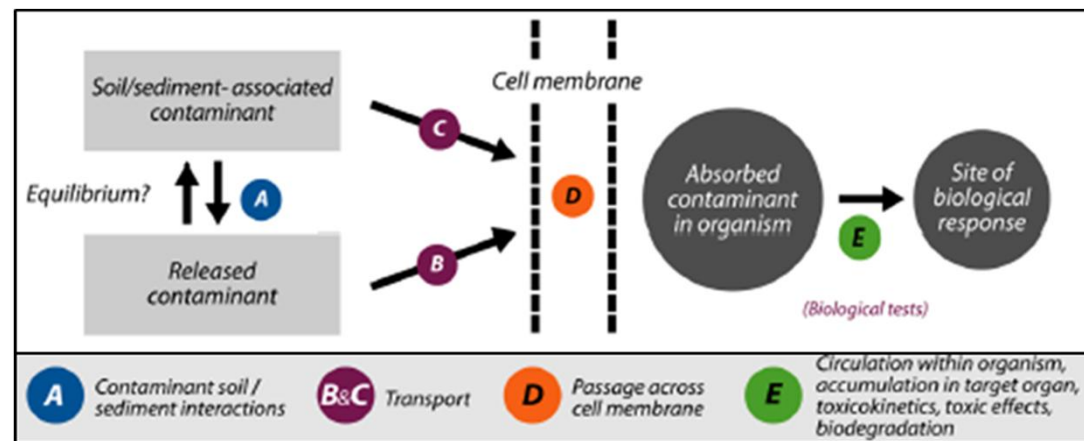 Soil/sediment- associated
contaminant
Cell membrane
C
Equilibrium?
A
D
Absorbed
contaminant
in organism
Site of
biological
response
E
Released
contaminant
B
(Biological tests)
A
Contaminant soil /
sediment interactions
B&C
Transport
D
Passage across
cell membrane
E
Circulation within organism,
accumulation in target organ,
toxicokinetics, toxic effects,
biodegradation